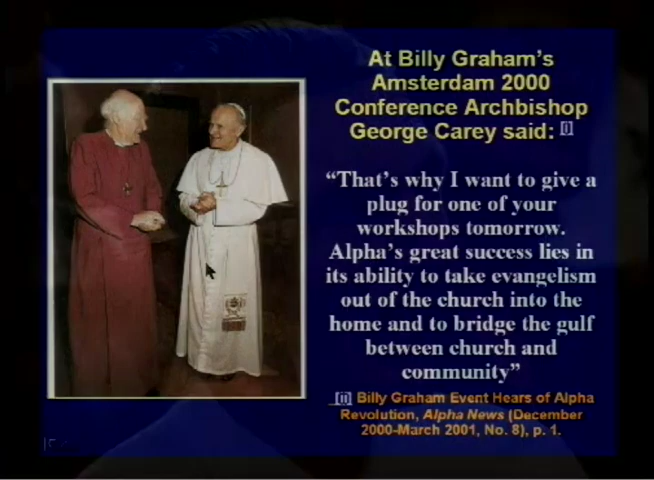 At Billy Graham's
Amsterdam 2000
Conference Archbishop
George Carey said: [i]
"That's why I want to give a
plug for one of your
workshops tomorrow.
Alpha's great success lies in
its ability to take evangelism
out of the church into the
home and to bridge the gulf
between church and
community"
Billy Graham Event Hears of Alpha
Revolution, Alpha News (December
2000-March 2001, No. 8), p. 1.